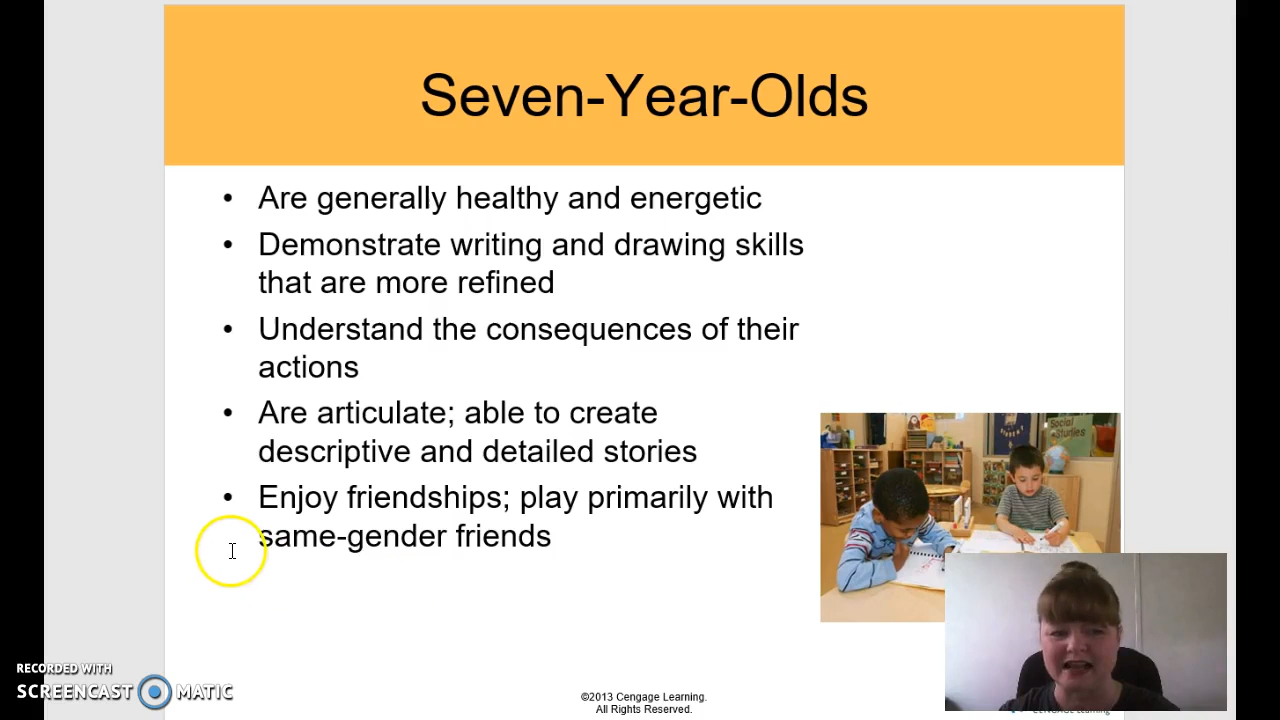 Seven-Year-Olds
• Are generally healthy and energetic
• Demonstrate writing and drawing skills
that are more refined
• Understand the consequences of their
actions
• Are articulate; able to create
descriptive and detailed stories
• Enjoy friendships; play primarily with
same-gender friends
Social
Studies
RECORDED WITH
SCREENCAST MATIC
©2013 Cengage Learning.
All Rights Reserved.